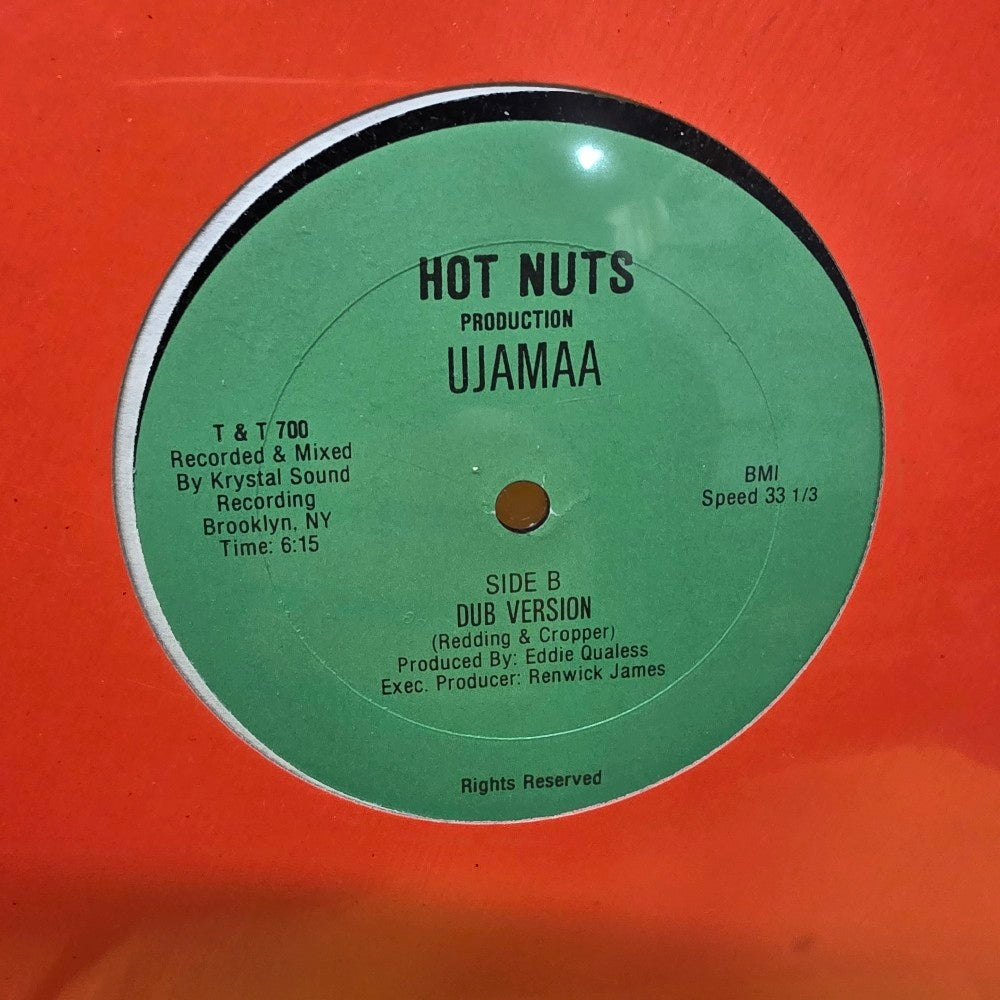 HOT NUTS
PRODUCTION
UJAMAA
T & T 700
Recorded & Mixed
By Krystal Sound
Recording
Brooklyn, NY
Time: 6:15
BMI
Speed 33 1/3
SIDE B
DUB VERSION
(Redding & Cropper)
Produced By: Eddie Qualess
Exec. Producer: Renwick James
Rights Reserved